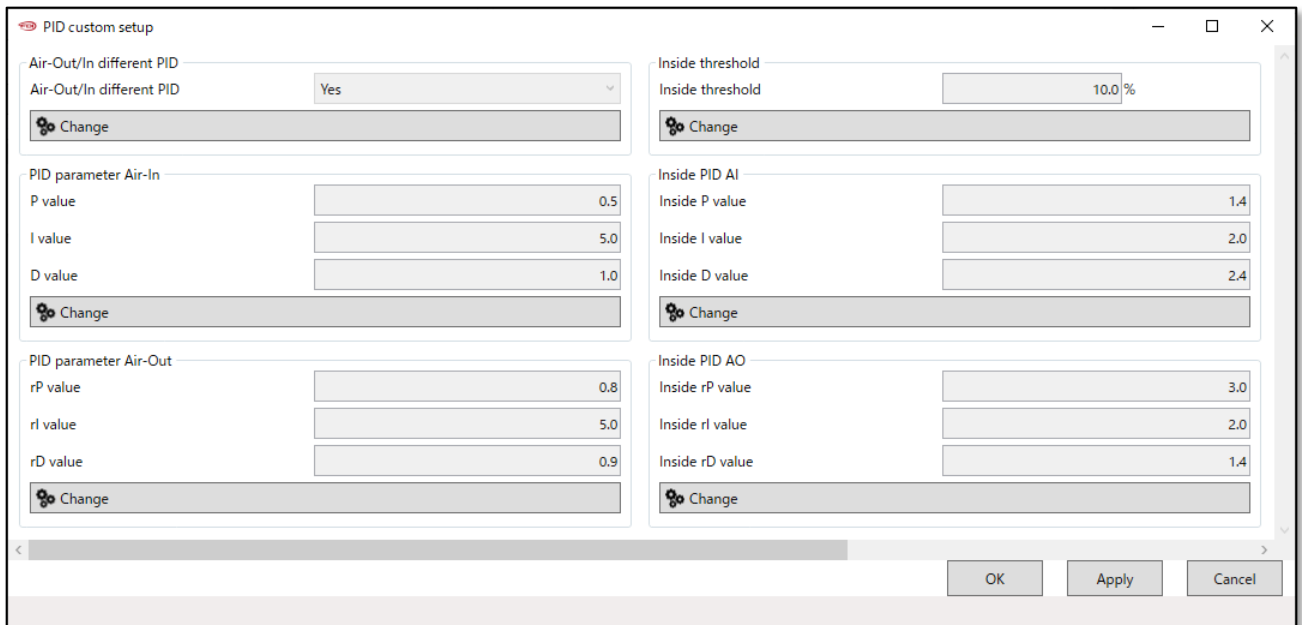 PID custom setup
Air-Out/In different PID
Air-Out/In different PID Yes
Change
Inside threshold
Inside threshold 10.0 %
Change
PID parameter Air-In
P value 0.5
I value 5.0
D value 1.0
Change
Inside PID AI
Inside P value 1.4
Inside I value 2.0
Inside D value 2.4
Change
PID parameter Air-Out
rP value 0.8
rI value 5.0
rD value 0.9
Change
Inside PID AO
Inside rP value 3.0
Inside rI value 2.0
Inside rD value 1.4
Change
OK Apply Cancel